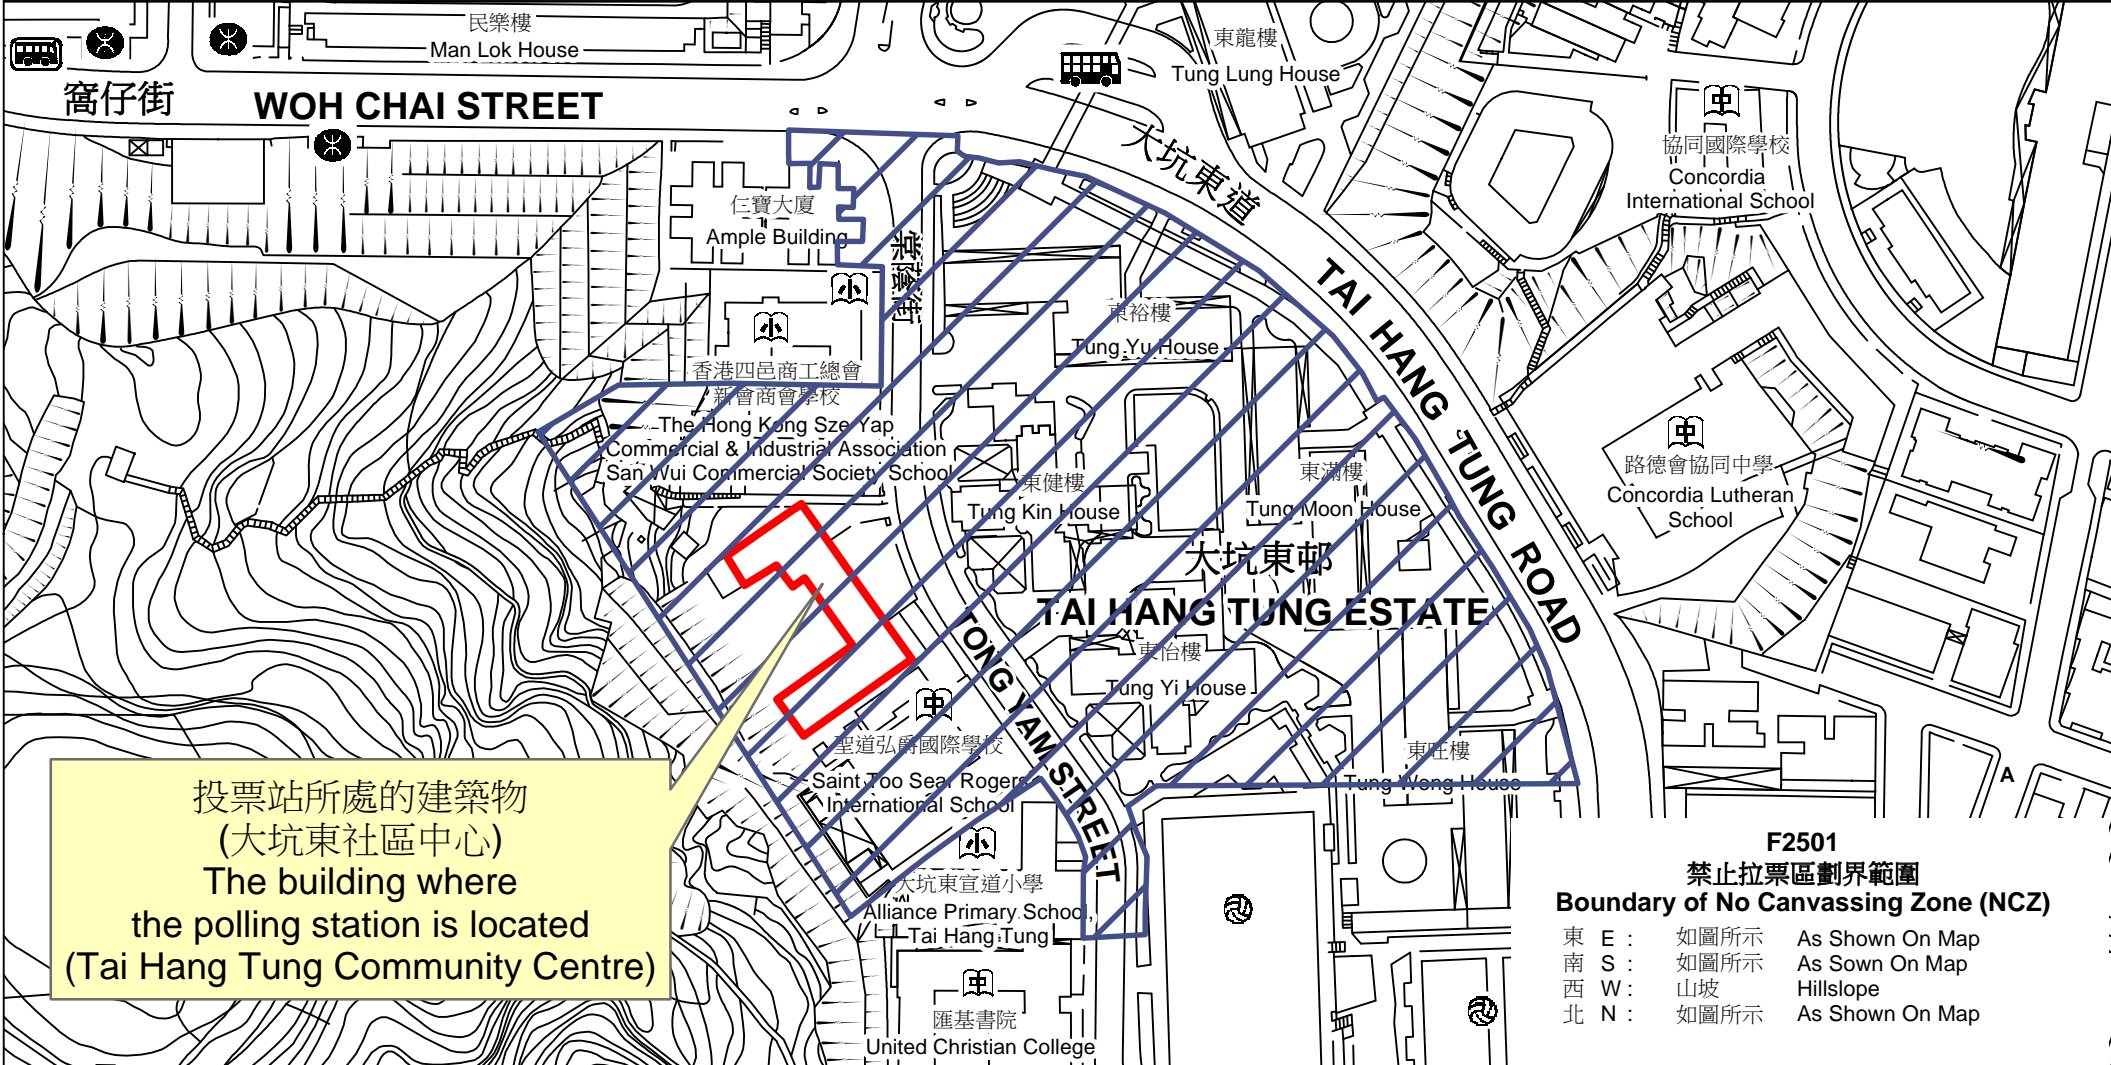 民樂樓
Man Lok House
窩仔街
WOH CHAI STREET
東龍樓
Tung Lung House
大坑東道
TAI HANG TUNG ROAD
中
協同國際學校
Concordia
International School
仁寶大厦
Ample Building
棠蔭街
小
小
香港四邑商工總會
新會商會學校
The Hong Kong Sze Yap
Commercial & Industrial Association
San Wui Commercial Society School
東裕樓
Tung Yu House
東健樓
Tung Kin House
東滿樓
Tung Moon House
中
路德會協同中學
Concordia Lutheran
School
大坑東邨
TAI HANG TUNG ESTATE
東怡樓
Tung Yi House
TONG YAM STREET
中
聖道弘爵國際學校
Saint Too Sear Rogers
International School
東旺樓
Tung Wong House
A
小
大坑東宣道小學
Alliance Primary School,
Tai Hang Tung
中
匯基書院
United Christian College
投票站所處的建築物
(大坑東社區中心)
The building where
the polling station is located
(Tai Hang Tung Community Centre)
F2501
禁止拉票區劃界範圍
Boundary of No Canvassing Zone (NCZ)
東 E : 如圖所示 As Shown On Map
南 S : 如圖所示 As Sown On Map
西 W : 山坡 Hillslope
北 N : 如圖所示 As Shown On Map